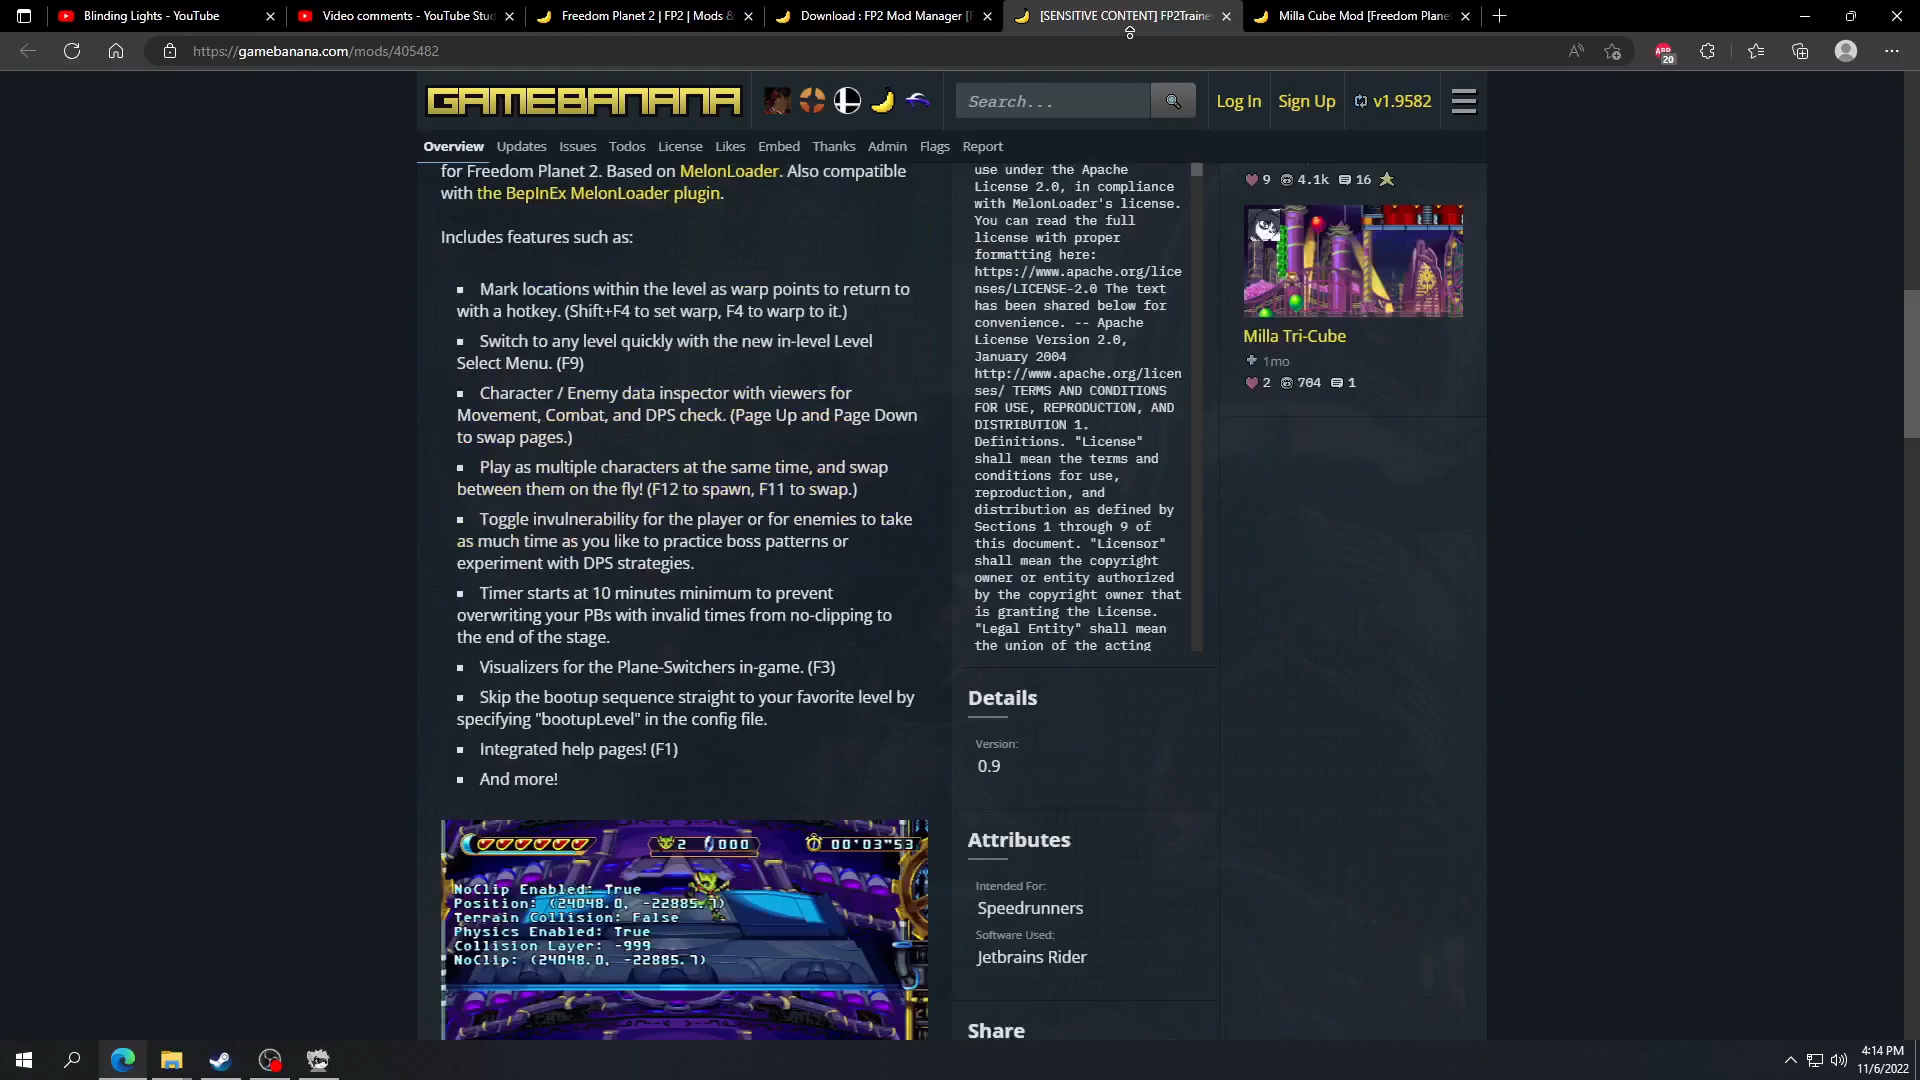 Blinding Lights - YouTube
Video comments - YouTube Stud
Freedom Planet 2 | FP2 | Mods &
Download : FP2 Mod Manager [F
[SENSITIVE CONTENT] FP2Traine
Milla Cube Mod [Freedom Plane
https://gamebanana.com/mods/405482
ABP
20
GAMEBANANA
Search...
Log In
Sign Up
v1.9582
Overview
Updates
Issues
Todos
License
Likes
Embed
Thanks
Admin
Flags
Report
for Freedom Planet 2. Based on MelonLoader. Also compatible
with the BepInEx MelonLoader plugin.
Includes features such as:
Mark locations within the level as warp points to return to
with a hotkey. (Shift+F4 to set warp, F4 to warp to it.)
Switch to any level quickly with the new in-level Level
Select Menu. (F9)
Character / Enemy data inspector with viewers for
Movement, Combat, and DPS check. (Page Up and Page Down
to swap pages.)
Play as multiple characters at the same time, and swap
between them on the fly! (F12 to spawn, F11 to swap.)
Toggle invulnerability for the player or for enemies to take
as much time as you like to practice boss patterns or
experiment with DPS strategies.
Timer starts at 10 minutes minimum to prevent
overwriting your PBs with invalid times from no-clipping to
the end of the stage.
Visualizers for the Plane-Switchers in-game. (F3)
Skip the bootup sequence straight to your favorite level by
specifying "bootupLevel" in the config file.
Integrated help pages! (F1)
And more!
2 000 00'03"53
NoClip Enabled: True
Position: (24048.0, -22885.7)
Terrain Collision: False
Physics Enabled: True
Collision Layer: -999
NoClip: (24048.0, -22885.7)
use under the Apache
License 2.0, in compliance
with MelonLoader's license.
You can read the full
license with proper
formatting here:
https://www.apache.org/lice
nses/LICENSE-2.0 The text
has been shared below for
convenience. -- Apache
License Version 2.0,
January 2004
http://www.apache.org/licen
ses/ TERMS AND CONDITIONS
FOR USE, REPRODUCTION, AND
DISTRIBUTION 1.
Definitions. "License"
shall mean the terms and
conditions for use,
reproduction, and
distribution as defined by
Sections 1 through 9 of
this document. "Licensor"
shall mean the copyright
owner or entity authorized
by the copyright owner that
is granting the License.
"Legal Entity" shall mean
the union of the acting
Details
Version:
0.9
Attributes
Intended For:
Speedrunners
Software Used:
Jetbrains Rider
Share
9 4.1k 16
Milla Tri-Cube
1mo
2 704 1
4:14 PM
11/6/2022